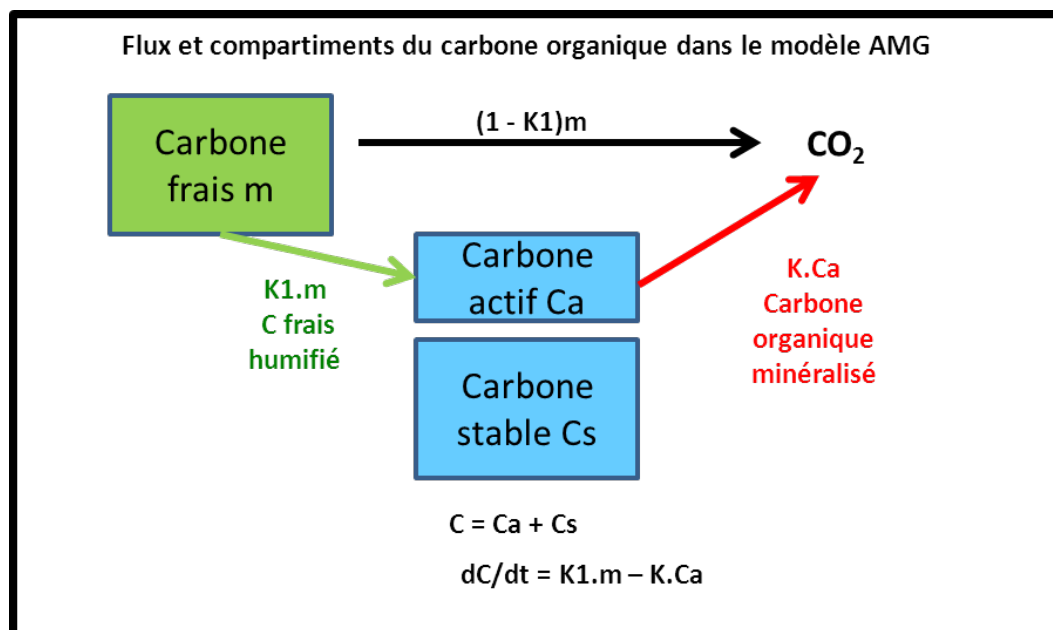 Flux et compartiments du carbone organique dans le modèle AMG
Carbone
frais m
(1 - K1)m
CO₂
K1.m
C frais
humifié
Carbone
actif Ca
K.Ca
Carbone
organique
minéralisé
Carbone
stable Cs
C = Ca + Cs
dC/dt = K1.m – K.Ca